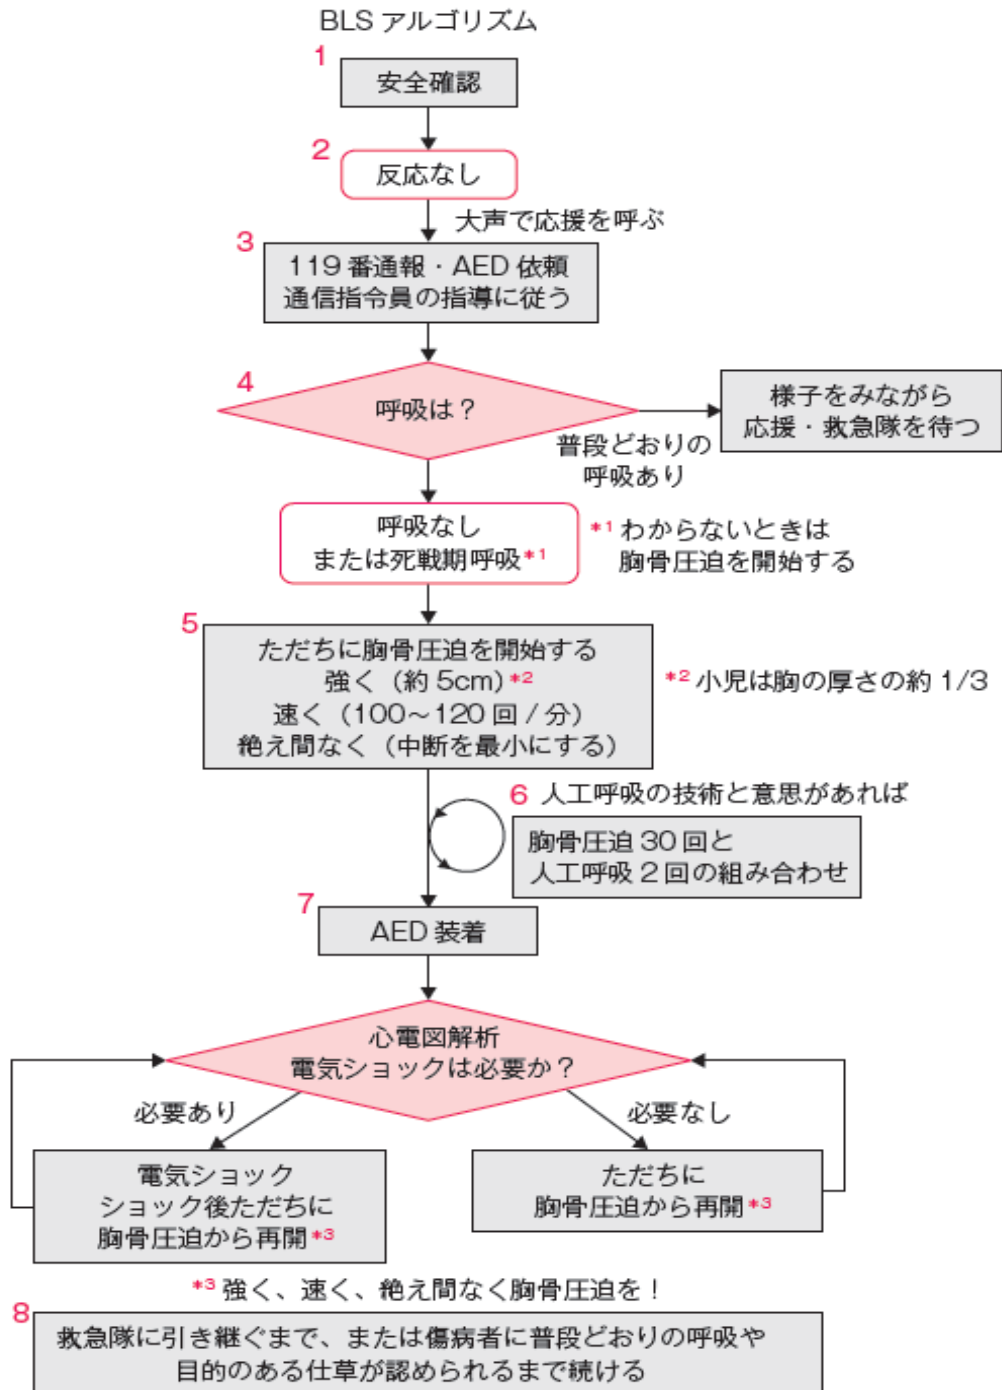 BLS アルゴリズム
1
安全確認
2
反応なし
大声で応援を呼ぶ
3
119 番通報・AED 依頼
通信指令員の指導に従う
4
呼吸は?
普段どおりの
呼吸あり
様子をみながら
応援・救急隊を待つ
呼吸なし
または死戦期呼吸*1
*1 わからないときは
胸骨圧迫を開始する
5
ただちに胸骨圧迫を開始する
強く(約 5cm)*2
速く(100〜120 回 / 分)
絶え間なく(中断を最小にする)
*2 小児は胸の厚さの約 1/3
6 人工呼吸の技術と意思があれば
胸骨圧迫 30 回と
人工呼吸 2 回の組み合わせ
7
AED 装着
心電図解析
電気ショックは必要か?
必要あり
必要なし
電気ショック
ショック後ただちに
胸骨圧迫から再開*3
ただちに
胸骨圧迫から再開*3
*3 強く、速く、絶え間なく胸骨圧迫を!
8
救急隊に引き継ぐまで、または傷病者に普段どおりの呼吸や
目的のある仕草が認められるまで続ける